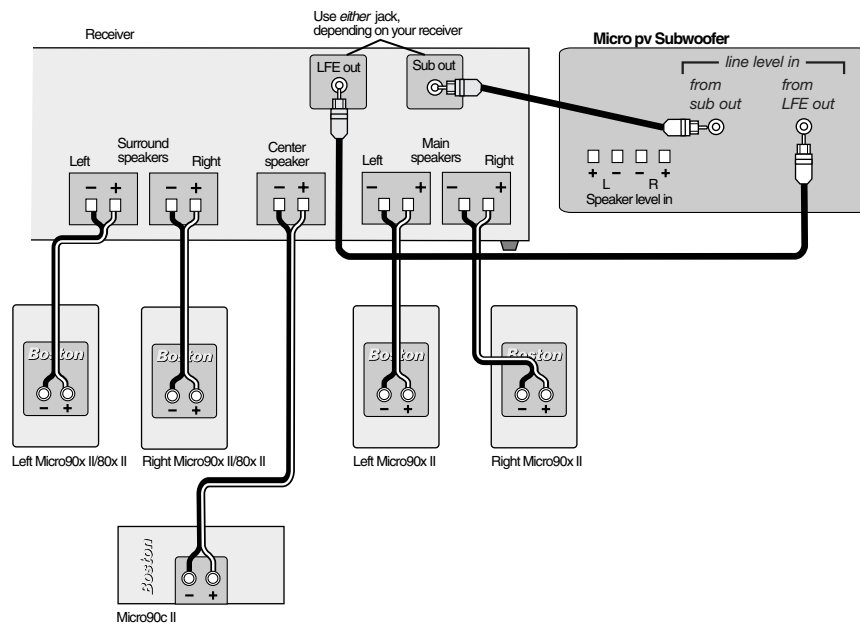 Use either jack,
depending on your receiver
Receiver
Micro pv Subwoofer
LFE out
Sub out
line level in
from
sub out
from
LFE out
Surround
speakers
Left
Right
Center
speaker
Main
speakers
Left
Right
– +
– +
– +
– +
– +
+ – – +
L R
Speaker level in
Boston
– +
Boston
– +
Boston
– +
Boston
– +
Left Micro90x II/80x II
Right Micro90x II/80x II
Left Micro90x II
Right Micro90x II
Boston
– +
Micro90c II